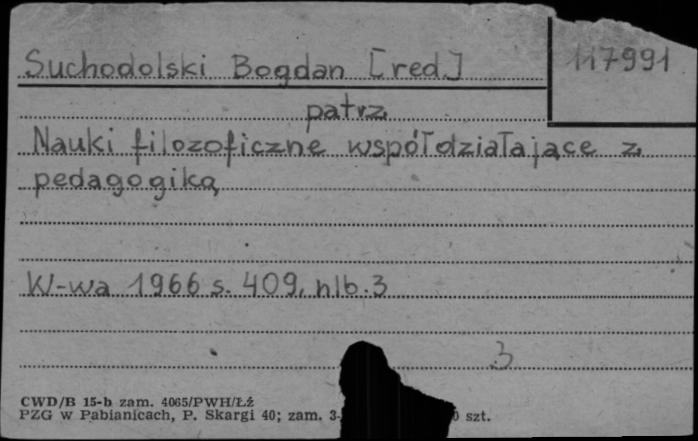 Suchodolski Bogdan [red.]
117991
patrz
Nauki filozoficzne współdziałające z
pedagogiką
W-wa 1966 s. 409, nlb. 3
3
CWD/B 15-b zam. 4065/PWH/Łź
PZG w Pabianicach, P. Skargi 40; zam. 3- 0 szt.